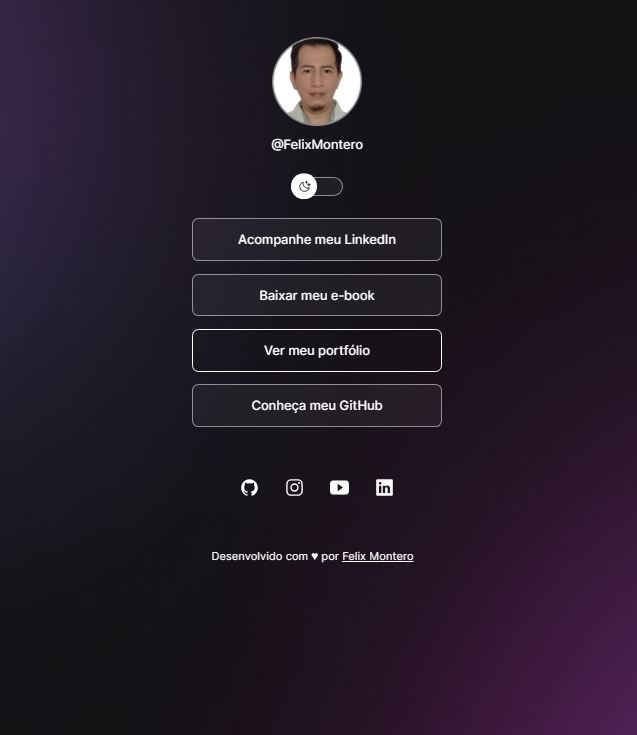 @FelixMontero
Acompanhe meu LinkedIn
Baixar meu e-book
Ver meu portfólio
Conheça meu GitHub
Desenvolvido com ♥ por Felix Montero